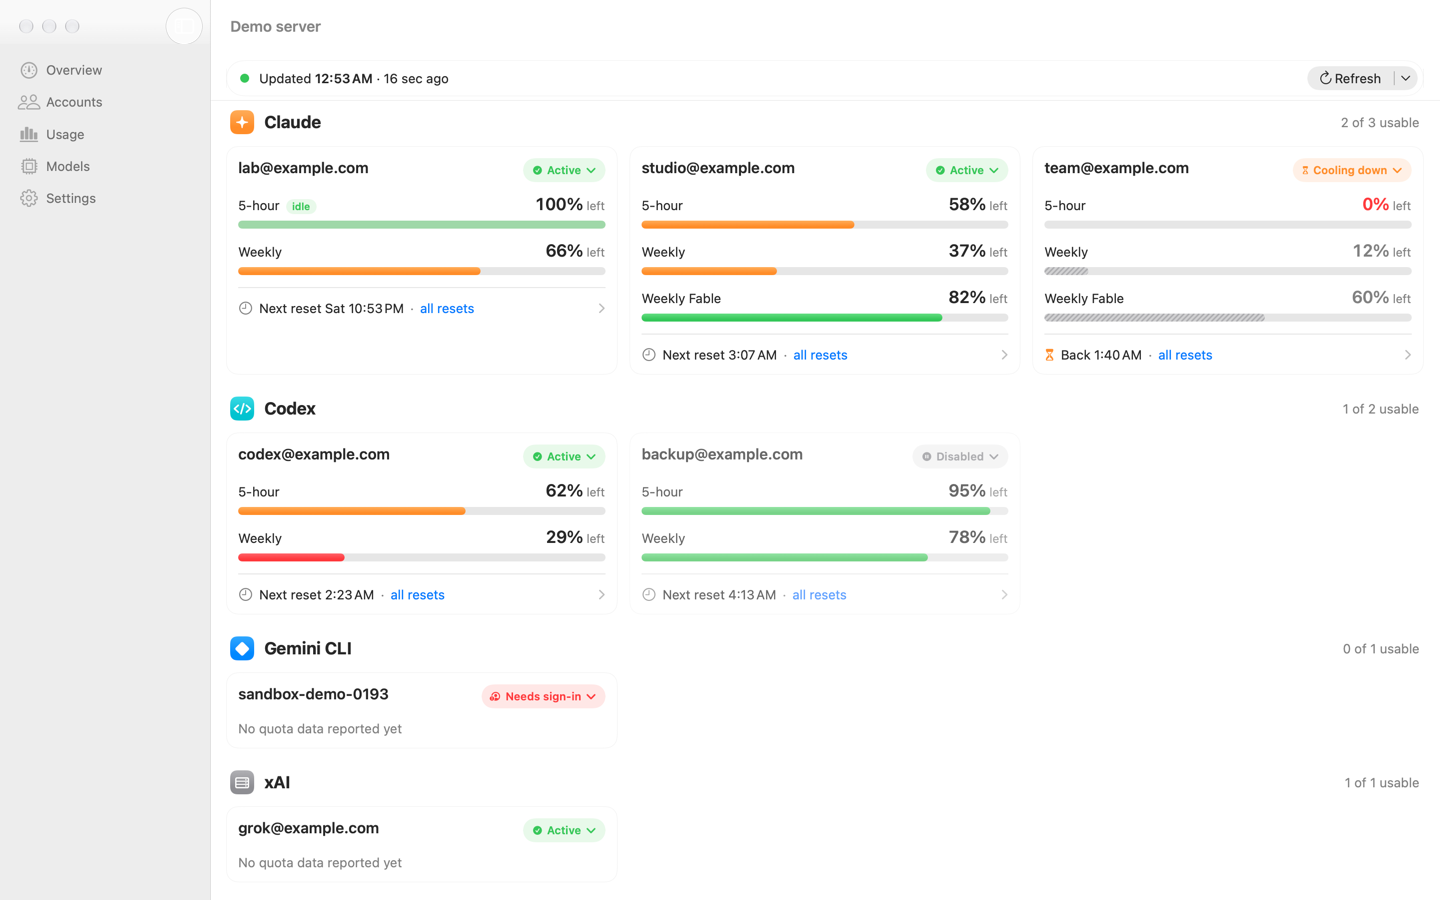 Demo server
Overview
Accounts
Usage
Models
Settings
Updated 12:53 AM · 16 sec ago
Refresh
Claude
2 of 3 usable
lab@example.com
Active
5-hour idle
100% left
Weekly
66% left
Next reset Sat 10:53 PM · all resets
studio@example.com
Active
5-hour
58% left
Weekly
37% left
Weekly Fable
82% left
Next reset 3:07 AM · all resets
team@example.com
Cooling down
5-hour
0% left
Weekly
12% left
Weekly Fable
60% left
Back 1:40 AM · all resets
Codex
1 of 2 usable
codex@example.com
Active
5-hour
62% left
Weekly
29% left
Next reset 2:23 AM · all resets
backup@example.com
Disabled
5-hour
95% left
Weekly
78% left
Next reset 4:13 AM · all resets
Gemini CLI
0 of 1 usable
sandbox-demo-0193
Needs sign-in
No quota data reported yet
xAI
1 of 1 usable
grok@example.com
Active
No quota data reported yet